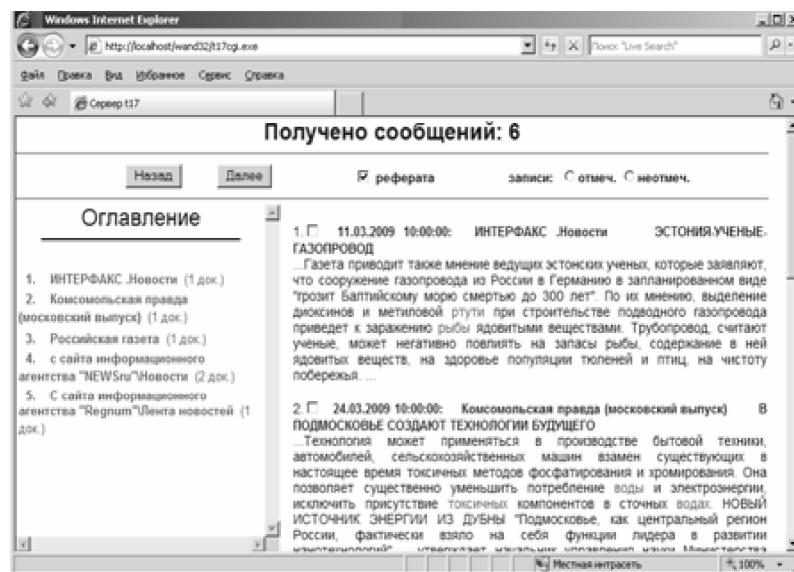 Windows Internet Explorer
http://localhost/wand32/t17cgi.exe
Поиск "Live Search"
Файл Правка Вид Избранное Сервис Справка
Сервер t17
Получено сообщений: 6
Назад Далее реферата записи: отмеч. неотмеч.
Оглавление
1. ИНТЕРФАКС .Новости (1 док.)
2. Комсомольская правда
(московский выпуск) (1 док.)
3. Российская газета (1 док.)
4. с сайта информационного
агентства "NEWSru"\Новости (2 док.)
5. С сайта информационного
агентства "Regnum"\Лента новостей (1
док.)
1. 11.03.2009 10:00:00: ИНТЕРФАКС .Новости ЭСТОНИЯ-УЧЕНЫЕ-
ГАЗОПРОВОД
...Газета приводит также мнение ведущих эстонских ученых, которые заявляют,
что сооружение газопровода из России в Германию в запланированном виде
"грозит Балтийскому морю смертью до 300 лет". По их мнению, выделение
диоксинов и метиловой ртути при строительстве подводного газопровода
приведет к заражению рыбы ядовитыми веществами. Трубопровод, считают
ученые, может негативно повлиять на запасы рыбы, содержание в ней
ядовитых веществ, на здоровье популяции тюленей и птиц, на чистоту
побережья. ...
2. 24.03.2009 10:00:00: Комсомольская правда (московский выпуск) В
ПОДМОСКОВЬЕ СОЗДАЮТ ТЕХНОЛОГИИ БУДУЩЕГО
...Технология может применяться в производстве бытовой техники,
автомобилей, сельскохозяйственных машин взамен существующих в
настоящее время токсичных методов фосфатирования и хромирования. Она
позволяет существенно уменьшить потребление воды и электроэнергии,
исключить присутствие токсичных компонентов в сточных водах. НОВЫЙ
ИСТОЧНИК ЭНЕРГИИ ИЗ ДУБНЫ "Подмосковье, как центральный регион
России, фактически взяло на себя функции лидера в развитии
нанотехнологий", утверждает начальник управления науки Министерства
Местная интрасеть 100%